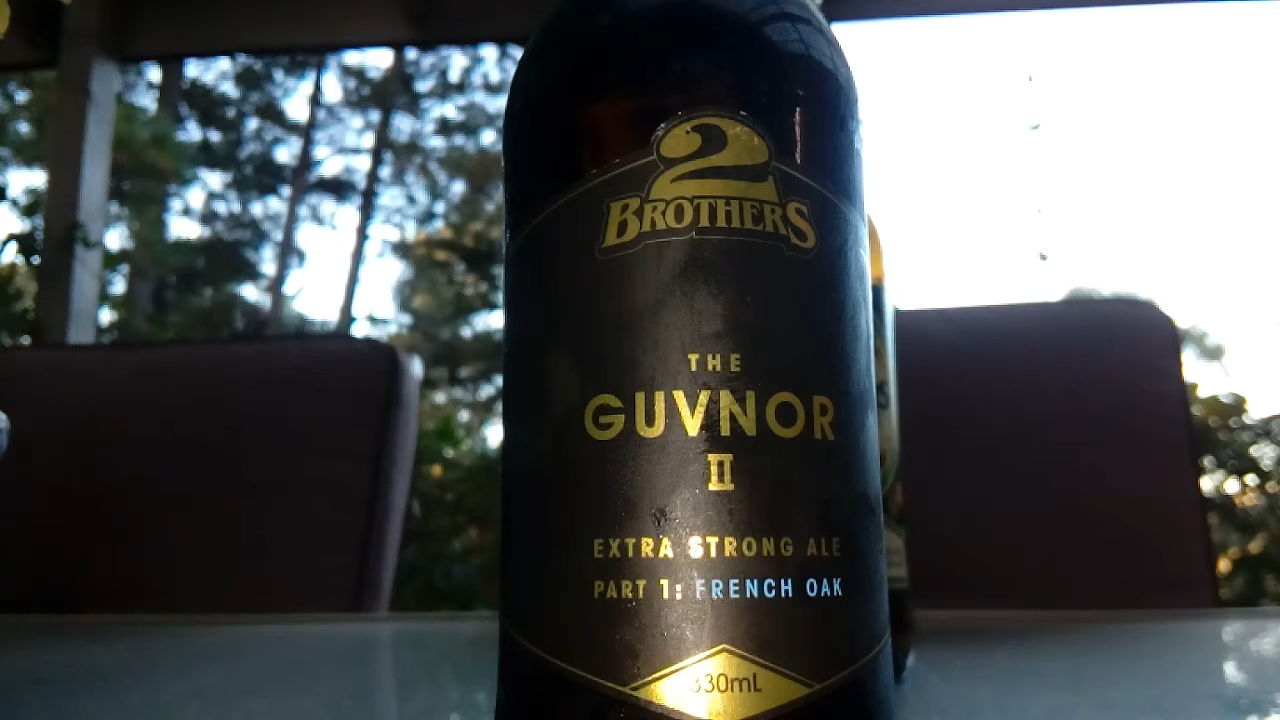 2
BROTHERS
THE
GUVNOR
II
EXTRA STRONG ALE
PART 1: FRENCH OAK
330mL